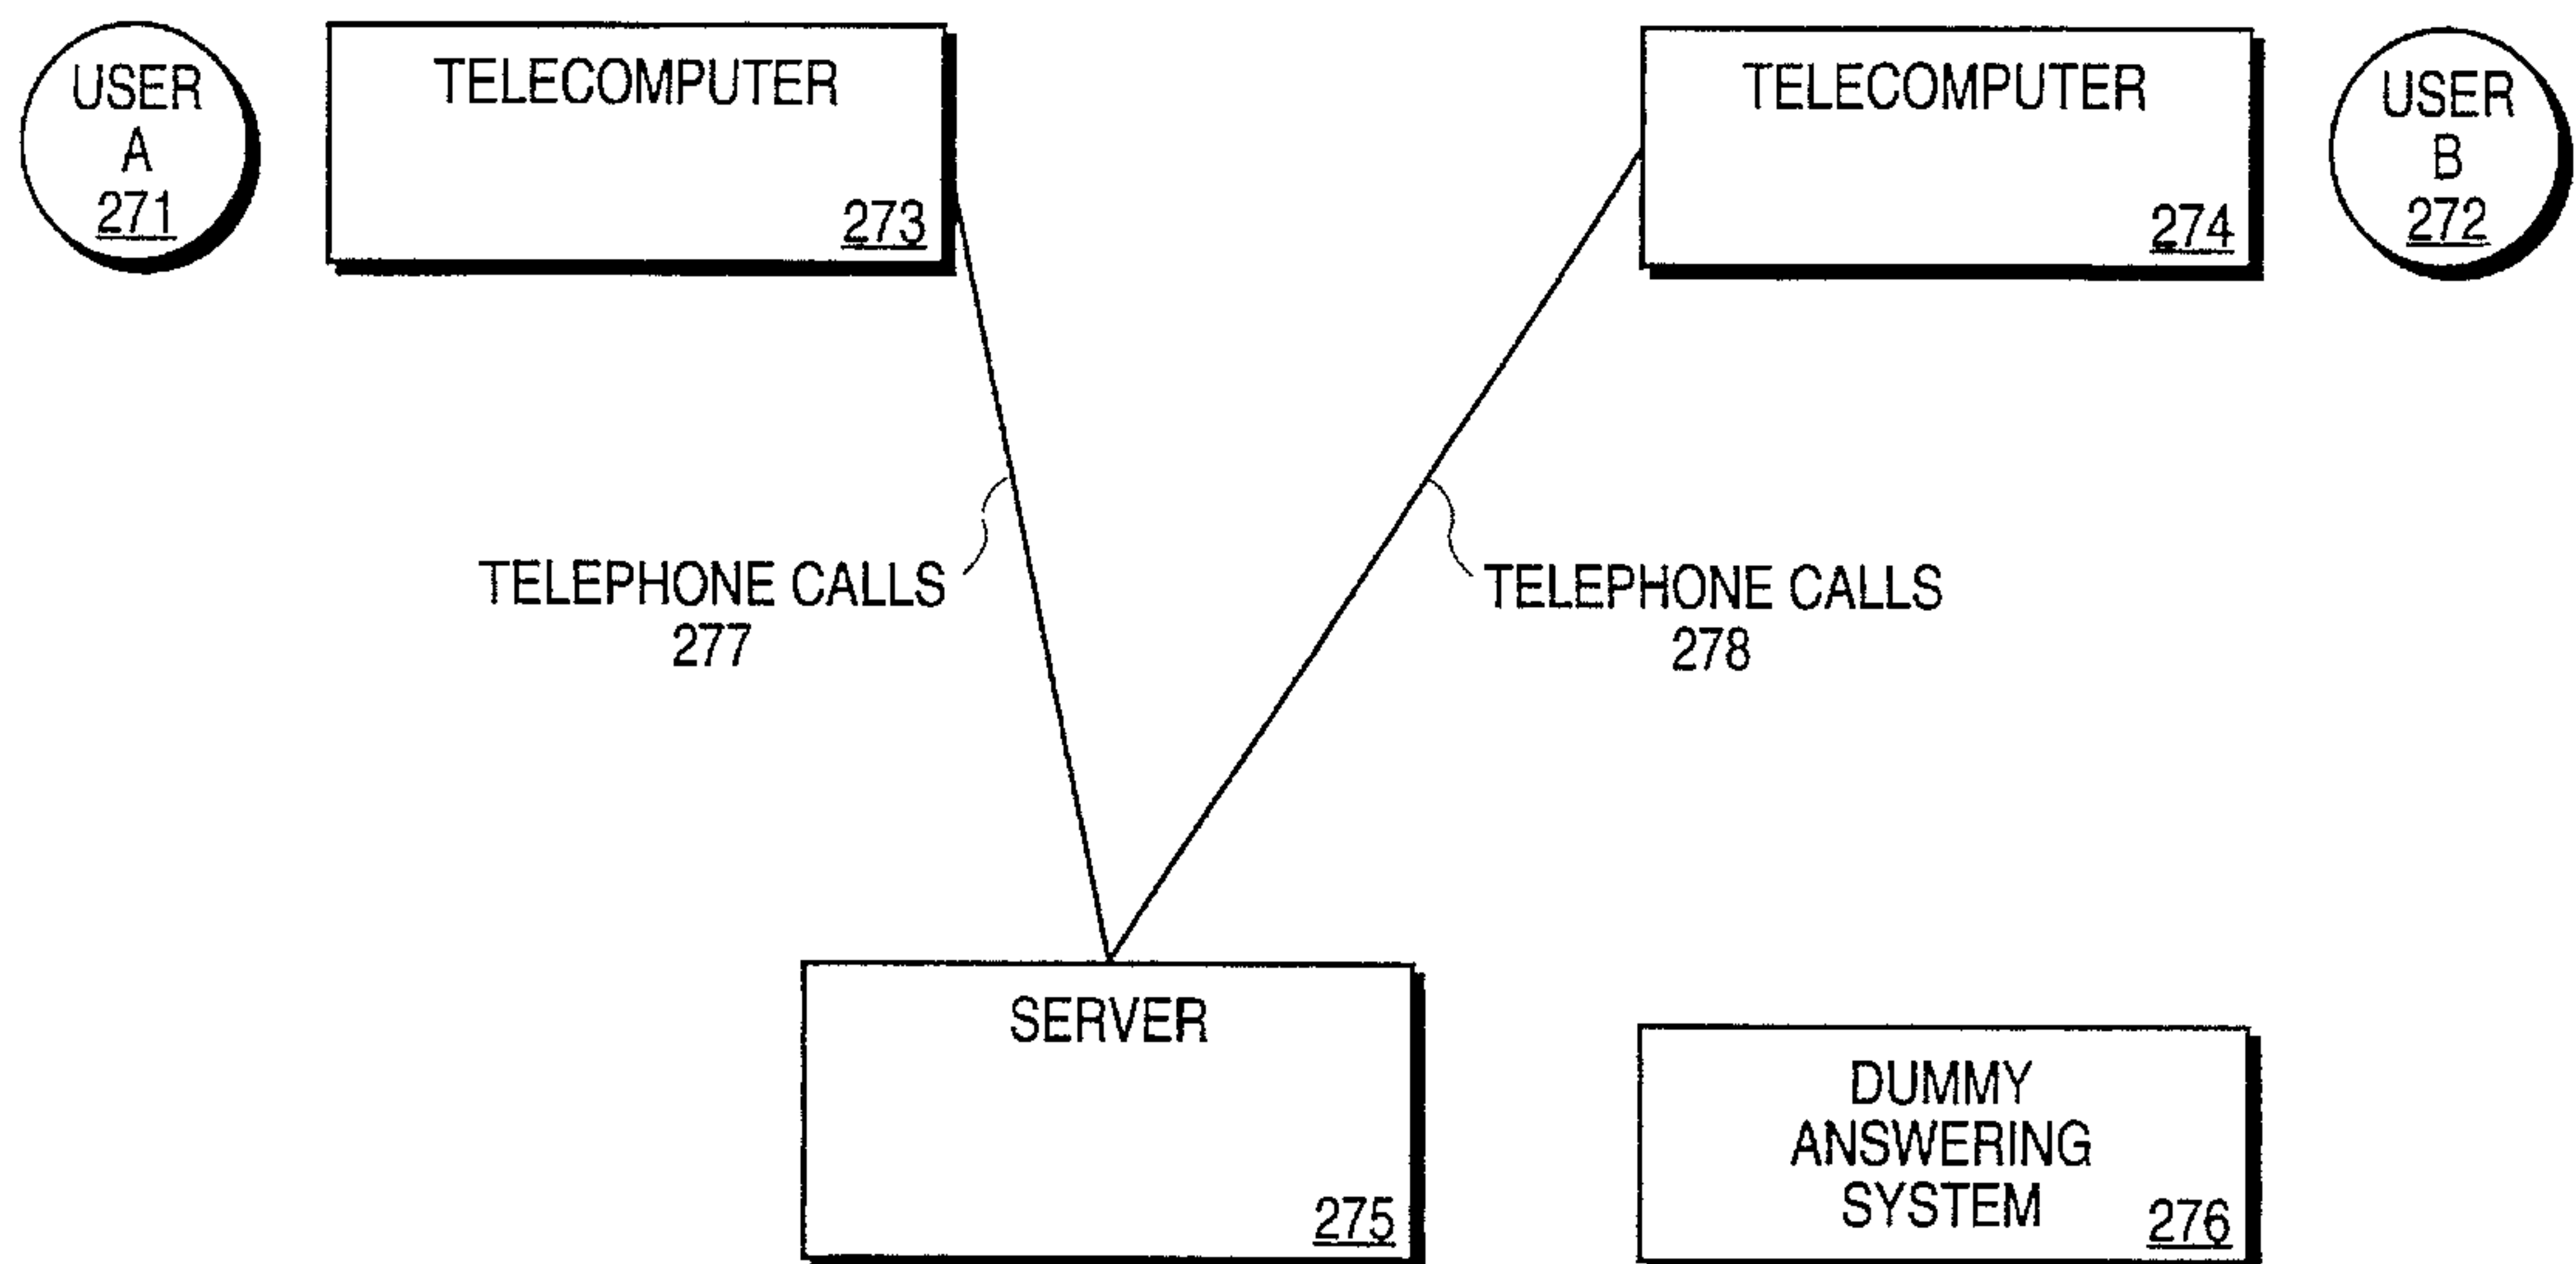 USER
A
271
TELECOMPUTER
273
TELECOMPUTER
274
USER
B
272
TELEPHONE CALLS
277
TELEPHONE CALLS
278
SERVER
275
DUMMY
ANSWERING
SYSTEM
276